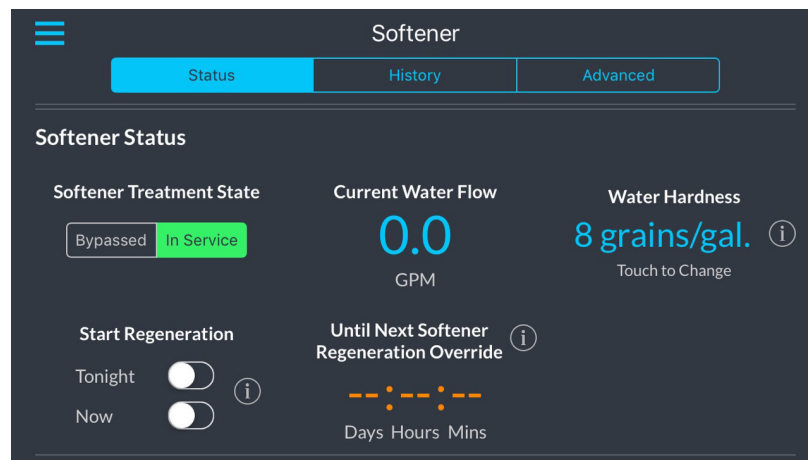 Softener
Status
History
Advanced
Softener Status
Softener Treatment State
Bypassed
In Service
Current Water Flow
0.0
GPM
Water Hardness
8 grains/gal.
i
Touch to Change
Start Regeneration
Tonight
Now
i
Until Next Softener
Regeneration Override
i
--:--:--
Days Hours Mins